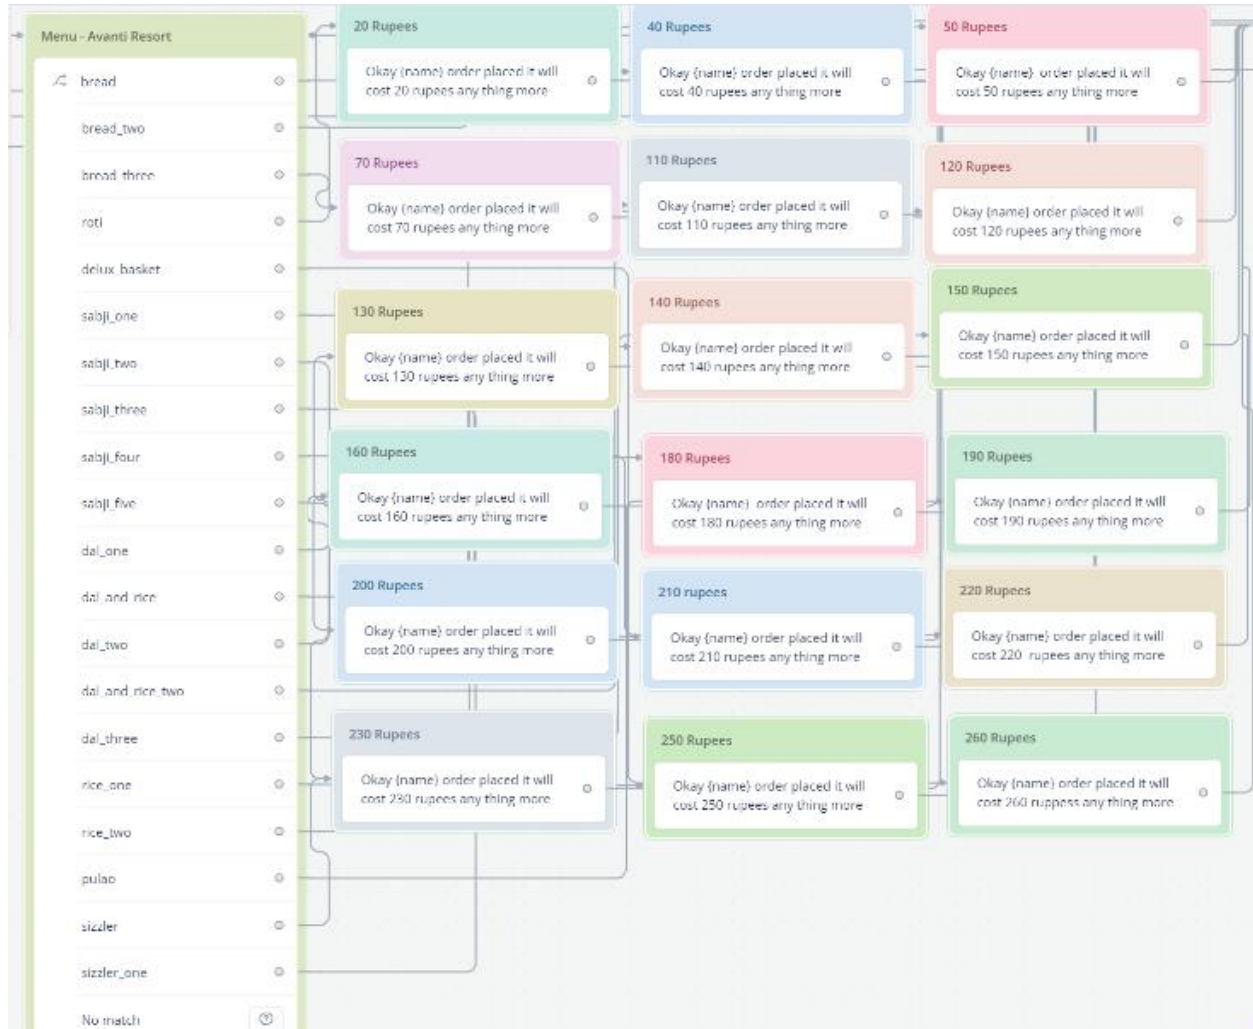 Menu - Avanti Resort
bread
bread_two
bread_three
roti
delux_basket
sabji_one
sabji_two
sabji_three
sabji_four
sabji_five
dal_one
dal_and_rice
dal_two
dal_and_rice_two
dal_three
rice_one
rice_two
pulao
sizzler
sizzler_one
No match
20 Rupees
Okay {name} order placed it will
cost 20 rupees any thing more
40 Rupees
Okay {name} order placed it will
cost 40 rupees any thing more
50 Rupees
Okay {name} order placed it will
cost 50 rupees any thing more
70 Rupees
Okay {name} order placed it will
cost 70 rupees any thing more
110 Rupees
Okay {name} order placed it will
cost 110 rupees any thing more
120 Rupees
Okay {name} order placed it will
cost 120 rupees any thing more
130 Rupees
Okay {name} order placed it will
cost 130 rupees any thing more
140 Rupees
Okay {name} order placed it will
cost 140 rupees any thing more
150 Rupees
Okay {name} order placed it will
cost 150 rupees any thing more
160 Rupees
Okay {name} order placed it will
cost 160 rupees any thing more
180 Rupees
Okay {name} order placed it will
cost 180 rupees any thing more
190 Rupees
Okay {name} order placed it will
cost 190 rupees any thing more
200 Rupees
Okay {name} order placed it will
cost 200 rupees any thing more
210 rupees
Okay {name} order placed it will
cost 210 rupees any thing more
220 Rupees
Okay {name} order placed it will
cost 220 rupees any thing more
230 Rupees
Okay {name} order placed it will
cost 230 rupees any thing more
250 Rupees
Okay {name} order placed it will
cost 250 rupees any thing more
260 Rupees
Okay {name} order placed it will
cost 260 ruppess any thing more